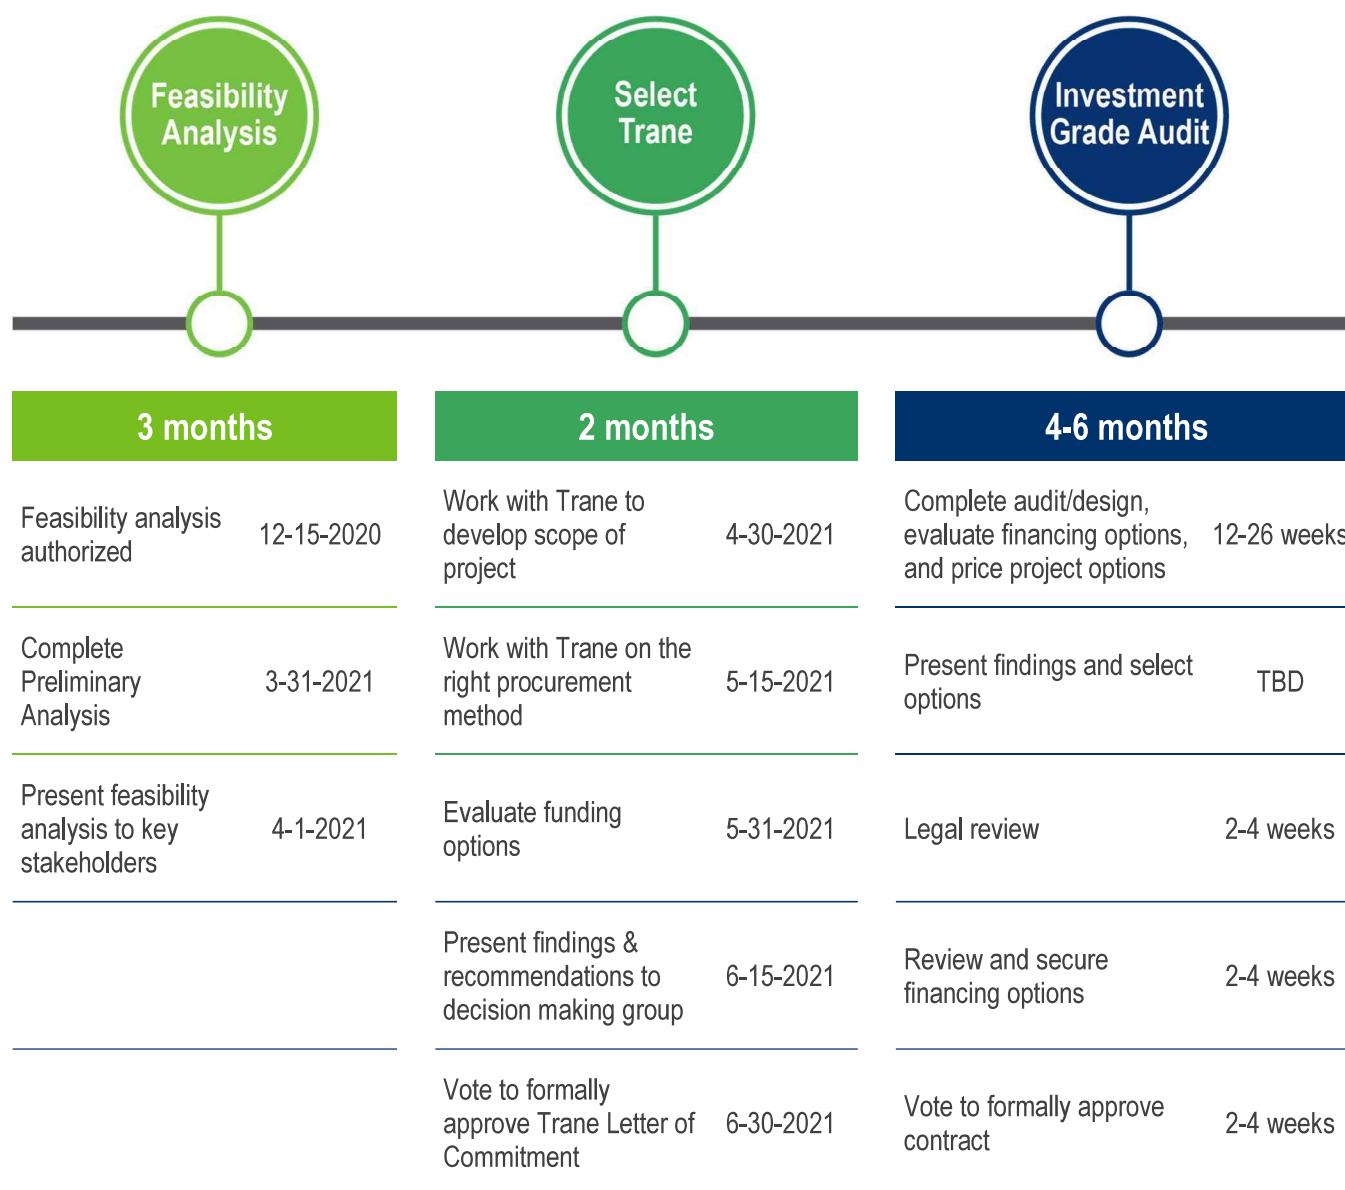 Feasibility
Analysis
Select
Trane
Investment
Grade Audit
3 months
Feasibility analysis
authorized
12-15-2020
Complete
Preliminary
Analysis
3-31-2021
Present feasibility
analysis to key
stakeholders
4-1-2021
2 months
Work with Trane to
develop scope of
project
4-30-2021
Work with Trane on the
right procurement
method
5-15-2021
Evaluate funding
options
5-31-2021
Present findings &
recommendations to
decision making group
6-15-2021
Vote to formally
approve Trane Letter of
Commitment
6-30-2021
4-6 months
Complete audit/design,
evaluate financing options,
and price project options
12-26 weeks
Present findings and select
options
TBD
Legal review
2-4 weeks
Review and secure
financing options
2-4 weeks
Vote to formally approve
contract
2-4 weeks